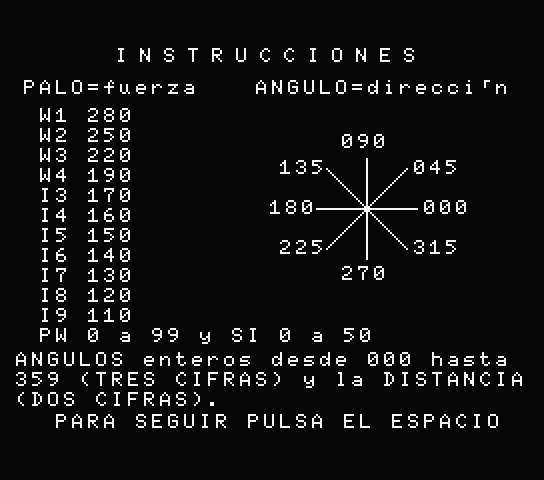 INSTRUCCIONES
PALO=fuerza ANGULO=direcci⌜n
W1 280
W2 250
W3 220
W4 190
I3 170
I4 160
I5 150
I6 140
I7 130
I8 120
I9 110
PW 0 a 99 y SI 0 a 50
090
135 045
180 000
225 315
270
ANGULOS enteros desde 000 hasta
359 (TRES CIFRAS) y la DISTANCIA
(DOS CIFRAS).
PARA SEGUIR PULSA EL ESPACIO